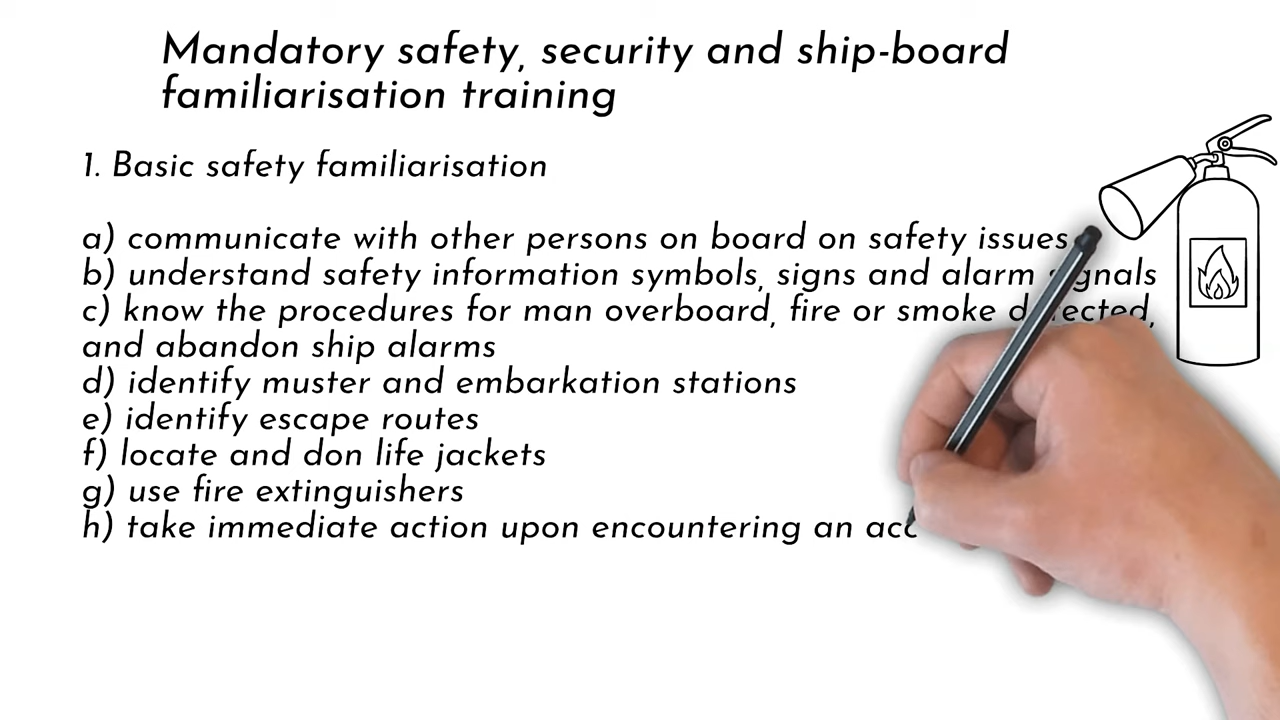 Mandatory safety, security and ship-board
familiarisation training
1. Basic safety familiarisation
a) communicate with other persons on board on safety issues
b) understand safety information symbols, signs and alarm
c) know the procedures for man overboard, fire or smoke
and abandon ship alarms
d) identify muster and embarkation stations
e) identify escape routes
f) locate and don life jackets
g) use fire extinguishers
h) take immediate action upon encountering an acc